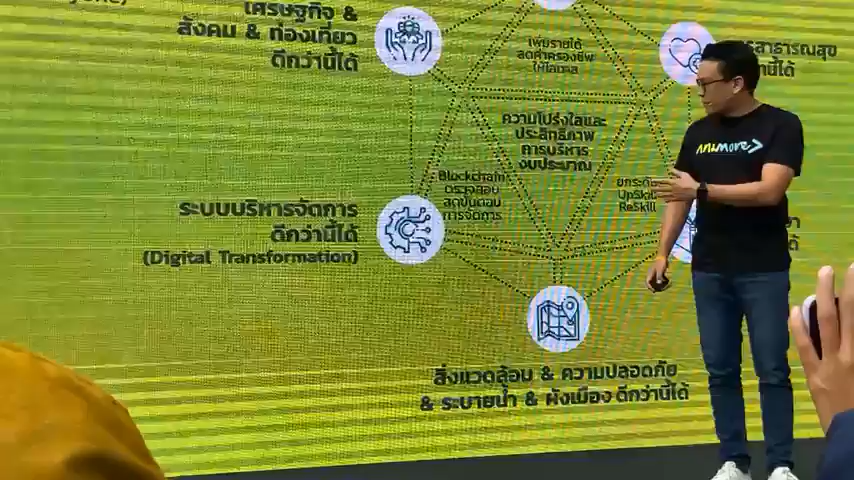 เศรษฐกิจ &
สังคม & ท่องเที่ยว
ดีกว่านี้ได้
เพิ่มรายได้
ลดค่าครองชีพ
สาธารณสุข
ความโปร่งใสและ
ประสิทธิภาพ
การบริหาร
งบประมาณ
Blockchain
ตรวจสอบ
ลดขั้นตอน
การจัดการ
ยกระดับ
UpSkill
ReSkill
ระบบบริหารจัดการ
ดีกว่านี้ได้
(Digital Transformation)
สิ่งแวดล้อม & ความปลอดภัย
& ระบายน้ำ & ผังเมือง ดีกว่านี้ได้